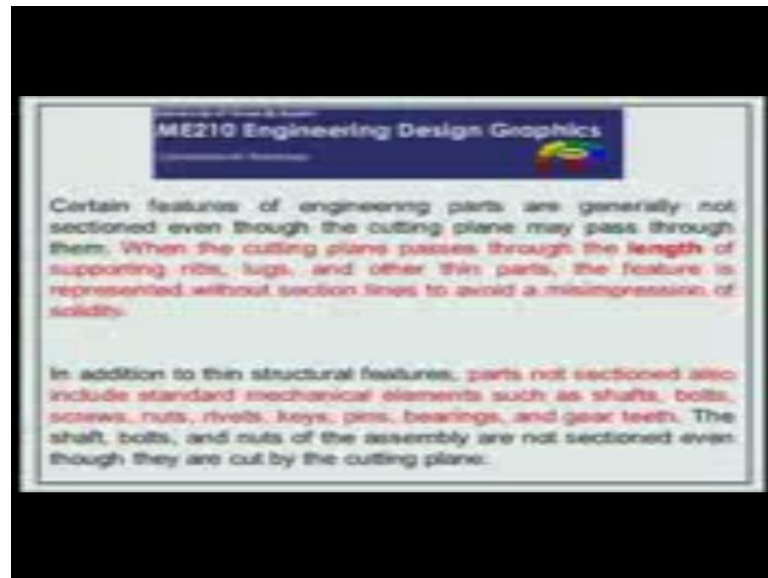 ME210 Engineering Design Graphics
Certain features of engineering parts are generally not
sectioned even though the cutting plane may pass through
them. When the cutting plane passes through the length of
supporting ribs, lugs, and other thin parts, the feature is
represented without section lines to avoid a misimpression of
solidity.
In addition to thin structural features, parts not sectioned also
include standard mechanical elements such as shafts, bolts,
screws, nuts, rivets, keys, pins, bearings, and gear teeth. The
shaft, bolts, and nuts of the assembly are not sectioned even
though they are cut by the cutting plane.